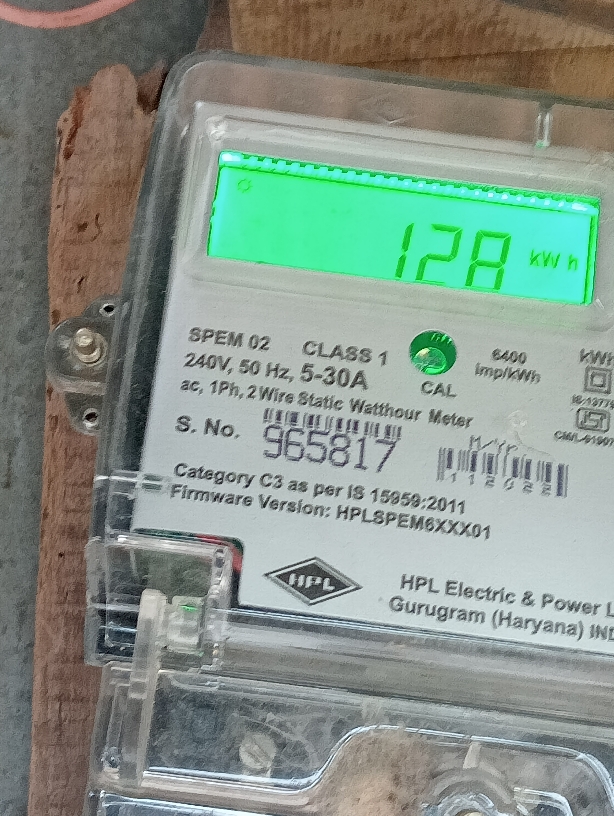 128 kWh
SPEM 02 CLASS 1 6400 kWh
240V, 50 Hz, 5-30A CAL imp/kWh
ac, 1Ph, 2 Wire Static Watthour Meter
S. No. 965817 M/Yr. 112022
Category C3 as per IS 15959:2011
Firmware Version: HPLSPEM6XXX01
HPL
HPL Electric & Power
Gurugram (Haryana)